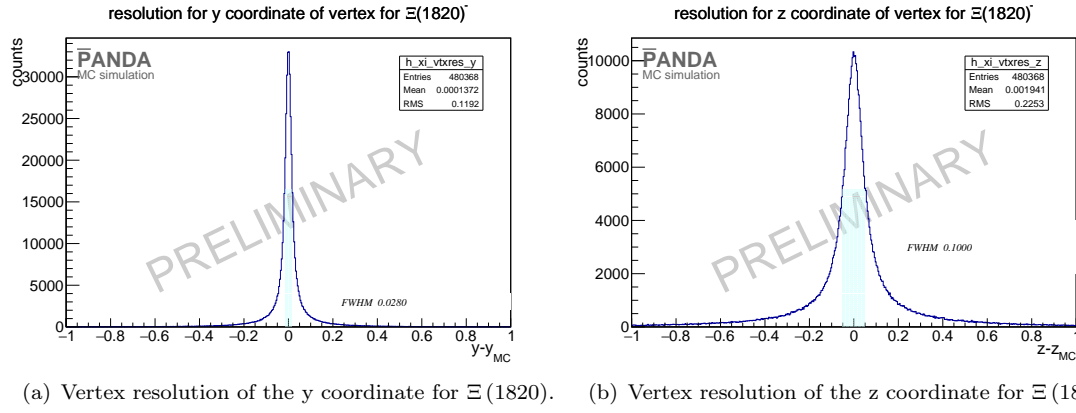 resolution for y coordinate of vertex for Ξ(1820)⁻
counts
P̅ANDA
MC simulation
h_xi_vtxres_y
Entries 480368
Mean 0.0001372
RMS 0.1192
30000
25000
20000
15000
10000
5000
0
PRELIMINARY
FWHM 0.0280
−1 −0.8 −0.6 −0.4 −0.2 0 0.2 0.4 0.6 0.8 1
y-y_MC
(a) Vertex resolution of the y coordinate for Ξ (1820).
resolution for z coordinate of vertex for Ξ(1820)⁻
counts
P̅ANDA
MC simulation
h_xi_vtxres_z
Entries 480368
Mean 0.001941
RMS 0.2253
10000
8000
6000
4000
2000
0
PRELIMINARY
FWHM 0.1000
−1 −0.8 −0.6 −0.4 −0.2 0 0.2 0.4 0.6 0.8 1
z-z_MC
(b) Vertex resolution of the z coordinate for Ξ (18